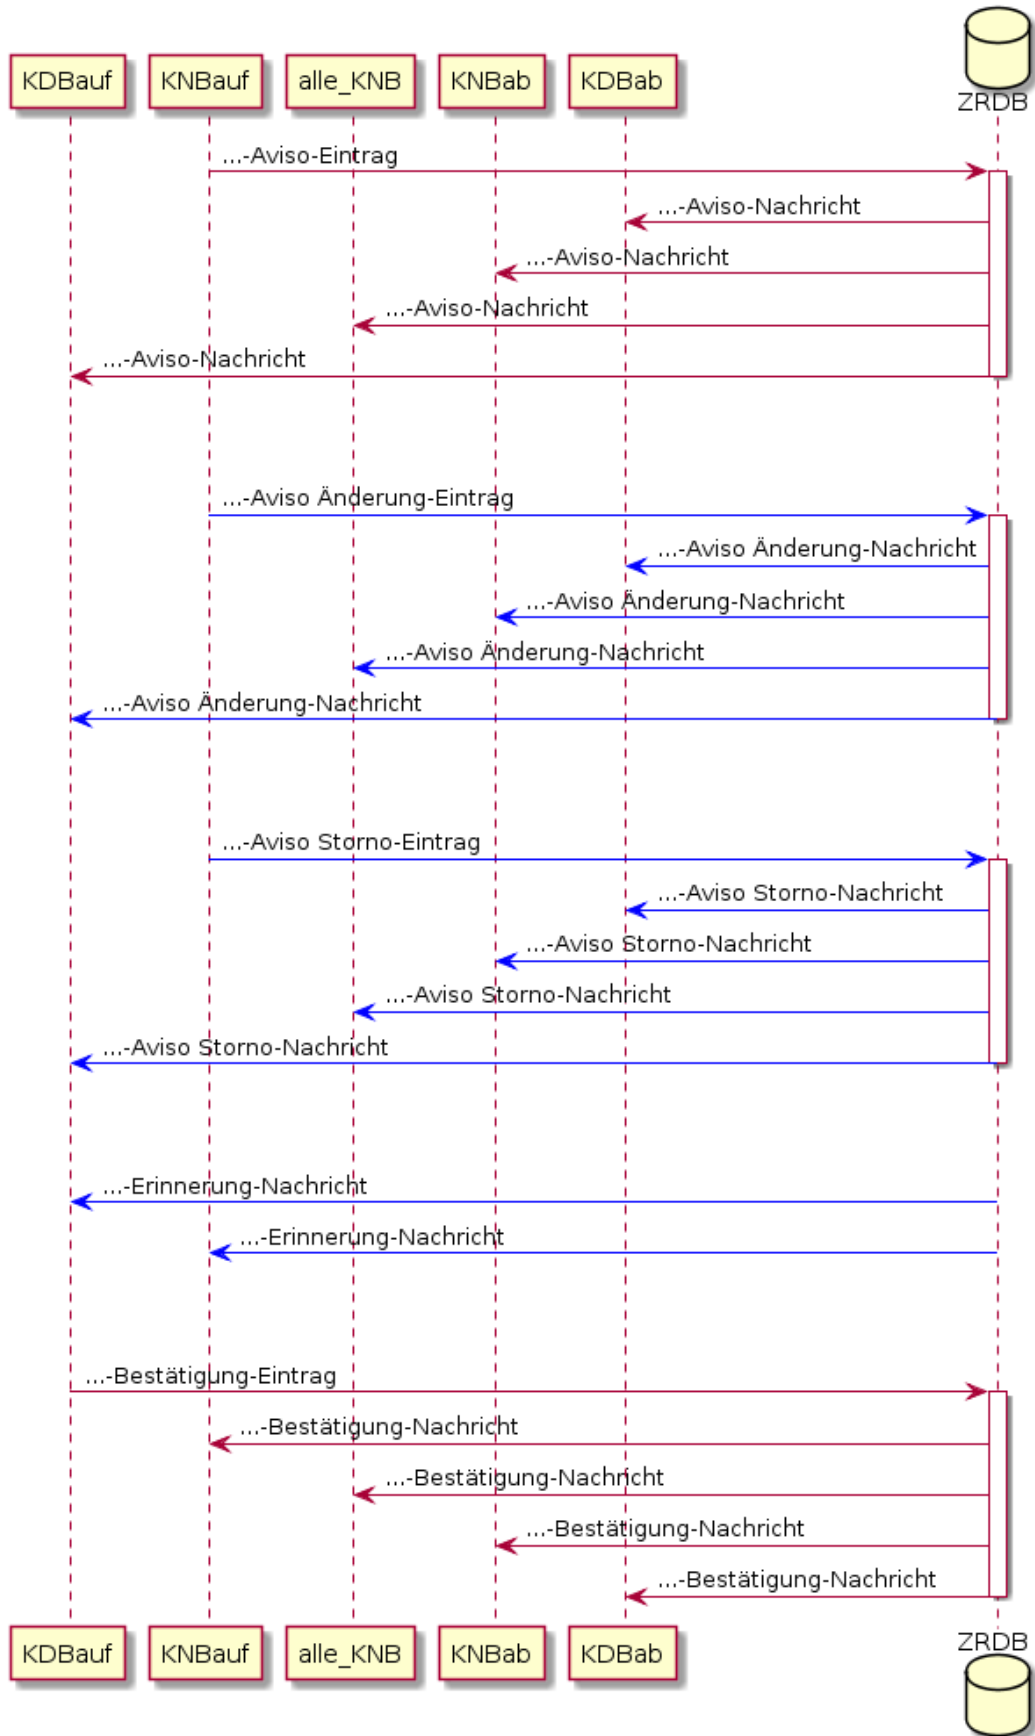 ZRDB
KDBauf KNBauf alle_KNB KNBab KDBab
...-Aviso-Eintrag
...-Aviso-Nachricht
...-Aviso-Nachricht
...-Aviso-Nachricht
...-Aviso-Nachricht
...-Aviso Änderung-Eintrag
...-Aviso Änderung-Nachricht
...-Aviso Änderung-Nachricht
...-Aviso Änderung-Nachricht
...-Aviso Änderung-Nachricht
...-Aviso Storno-Eintrag
...-Aviso Storno-Nachricht
...-Aviso Storno-Nachricht
...-Aviso Storno-Nachricht
...-Aviso Storno-Nachricht
...-Erinnerung-Nachricht
...-Erinnerung-Nachricht
...-Bestätigung-Eintrag
...-Bestätigung-Nachricht
...-Bestätigung-Nachricht
...-Bestätigung-Nachricht
...-Bestätigung-Nachricht
KDBauf KNBauf alle_KNB KNBab KDBab
ZRDB